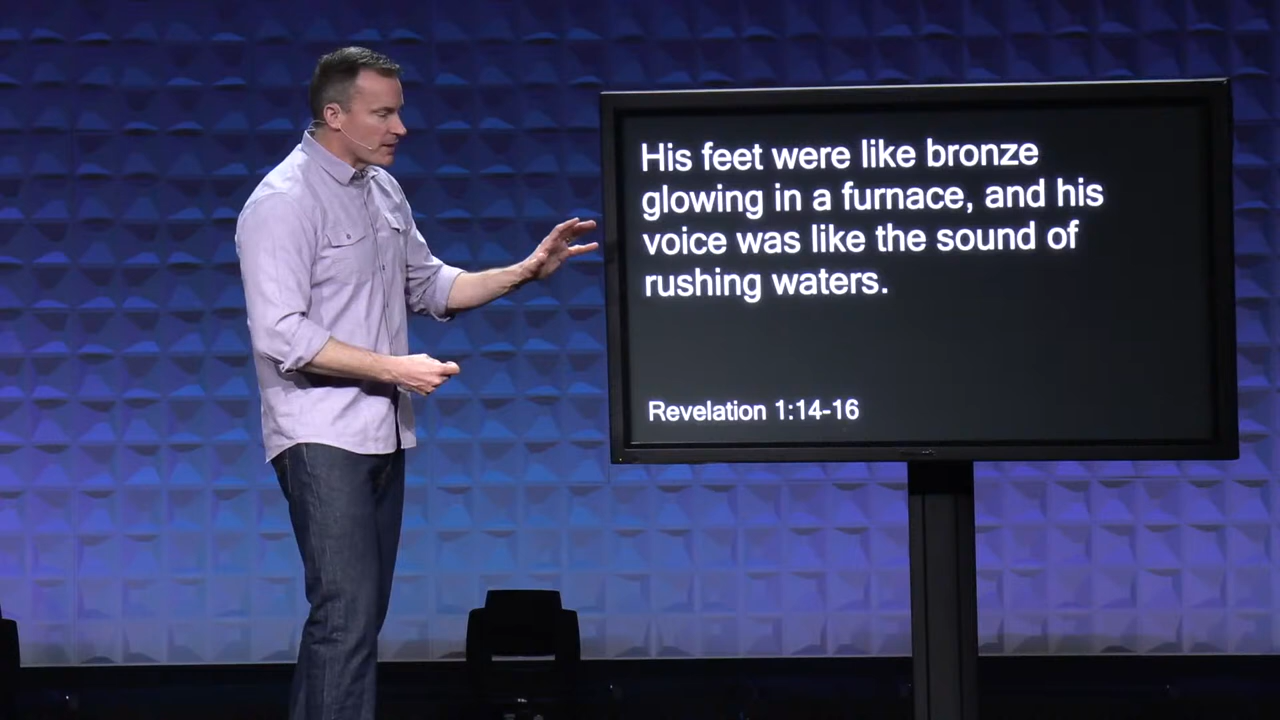 His feet were like bronze
glowing in a furnace, and his
voice was like the sound of
rushing waters.
Revelation 1:14-16